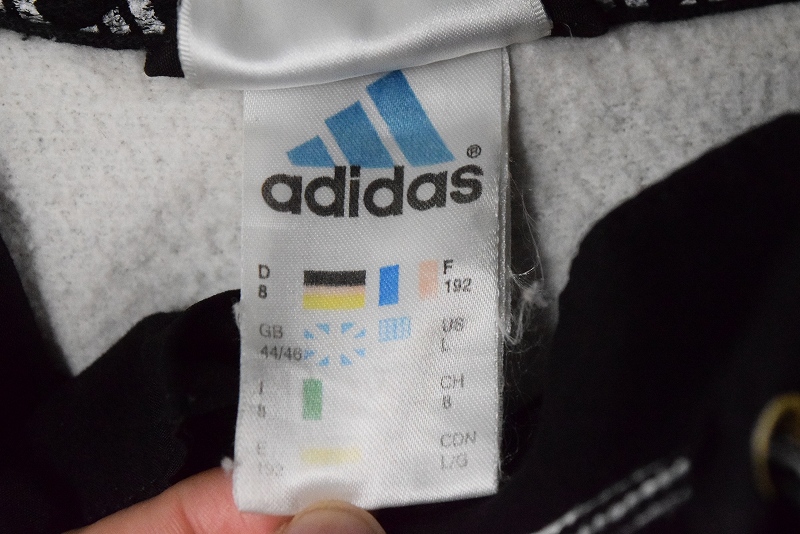 adidas®
D F
8 192
GB US
44/46 L
I CH
8 8
E CDN
192 L/G